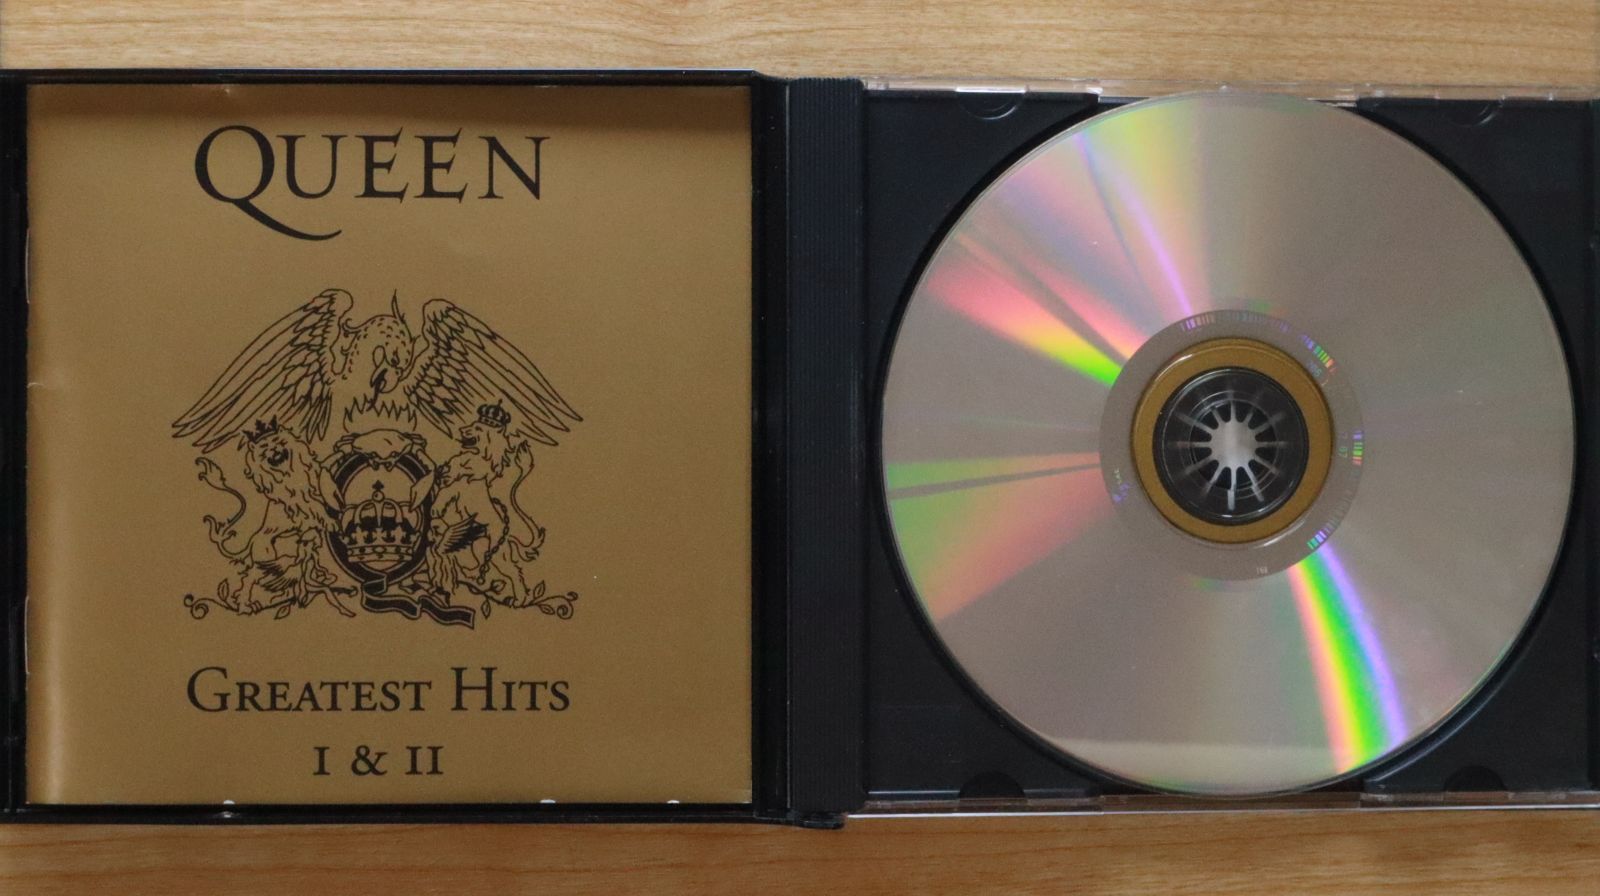 QUEEN
GREATEST HITS
I & II